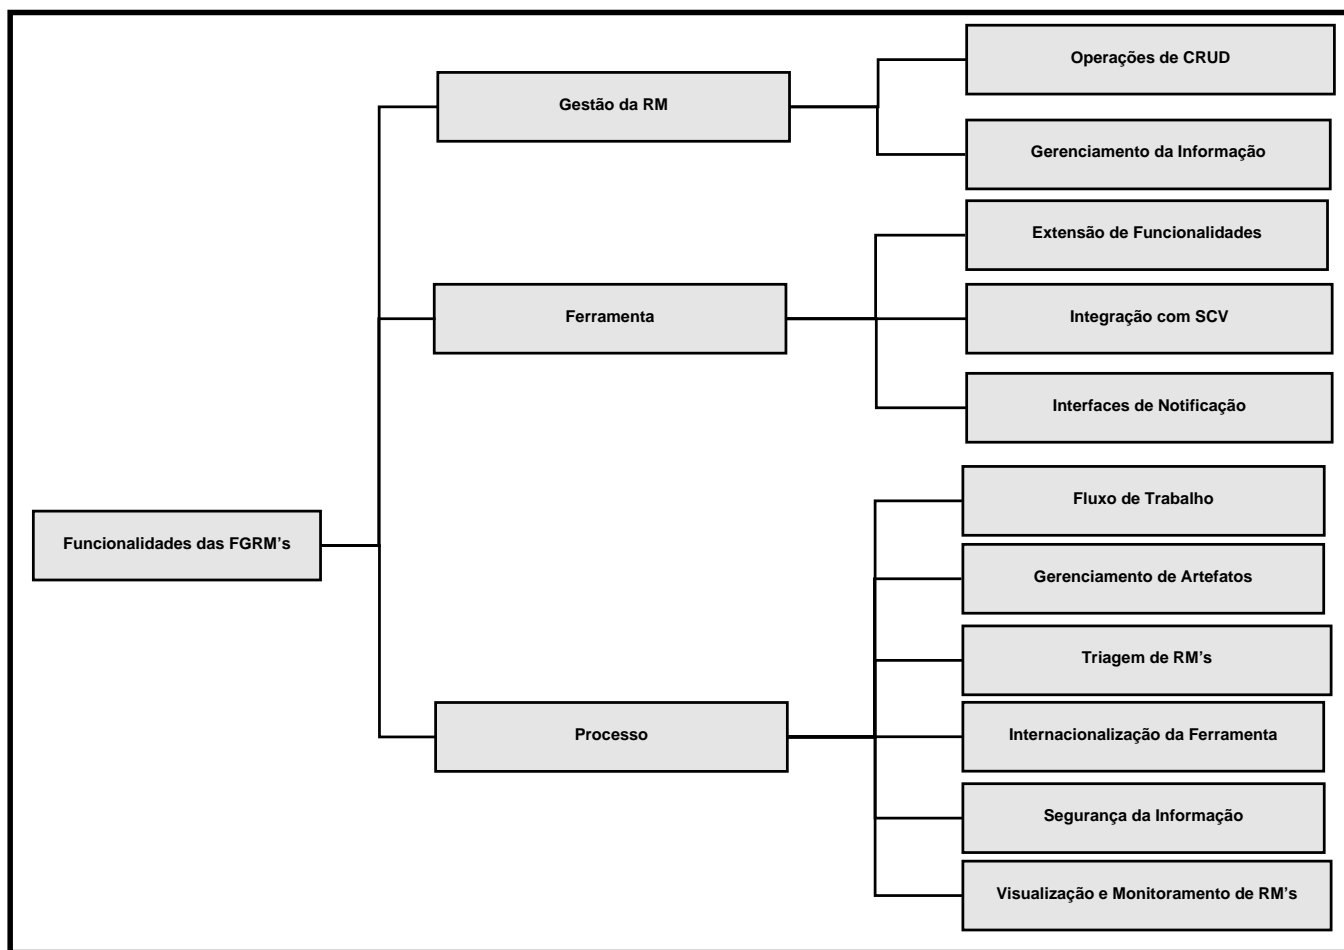 Operações de CRUD
Gestão da RM
Gerenciamento da Informação
Extensão de Funcionalidades
Ferramenta
Integração com SCV
Interfaces de Notificação
Fluxo de Trabalho
Funcionalidades das FGRM's
Gerenciamento de Artefatos
Triagem de RM's
Processo
Internacionalização da Ferramenta
Segurança da Informação
Visualização e Monitoramento de RM's